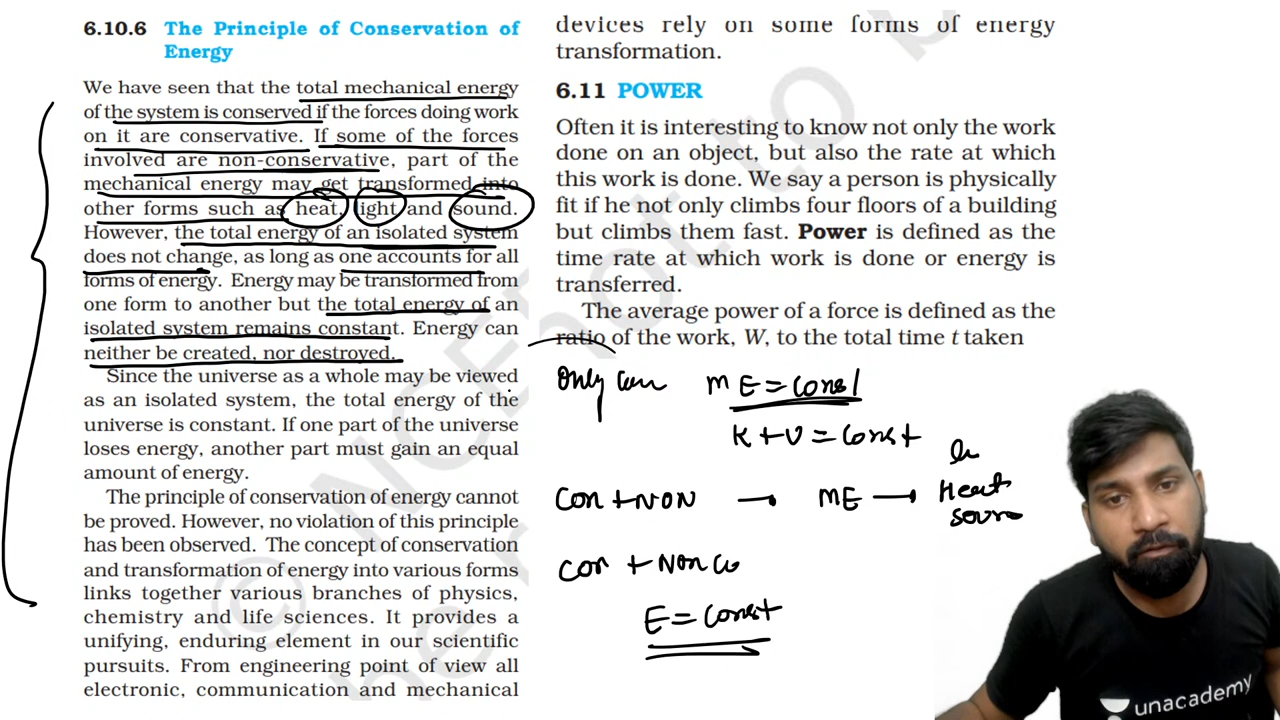 6.10.6 The Principle of Conservation of
Energy
We have seen that the total mechanical energy
of the system is conserved if the forces doing work
on it are conservative. If some of the forces
involved are non-conservative, part of the
mechanical energy may get transformed into
other forms such as heat, light and sound.
However, the total energy of an isolated system
does not change, as long as one accounts for all
forms of energy. Energy may be transformed from
one form to another but the total energy of an
isolated system remains constant. Energy can
neither be created, nor destroyed.
Since the universe as a whole may be viewed
as an isolated system, the total energy of the
universe is constant. If one part of the universe
loses energy, another part must gain an equal
amount of energy.
The principle of conservation of energy cannot
be proved. However, no violation of this principle
has been observed. The concept of conservation
and transformation of energy into various forms
links together various branches of physics,
chemistry and life sciences. It provides a
unifying, enduring element in our scientific
pursuits. From engineering point of view all
electronic, communication and mechanical
devices rely on some forms of energy
transformation.
6.11 POWER
Often it is interesting to know not only the work
done on an object, but also the rate at which
this work is done. We say a person is physically
fit if he not only climbs four floors of a building
but climbs them fast. Power is defined as the
time rate at which work is done or energy is
transferred.
The average power of a force is defined as the
ratio of the work, W, to the total time t taken
Only con ME = const
K + U = const
CON + NON → ME → Heat
con + Non co
E = const
unacademy